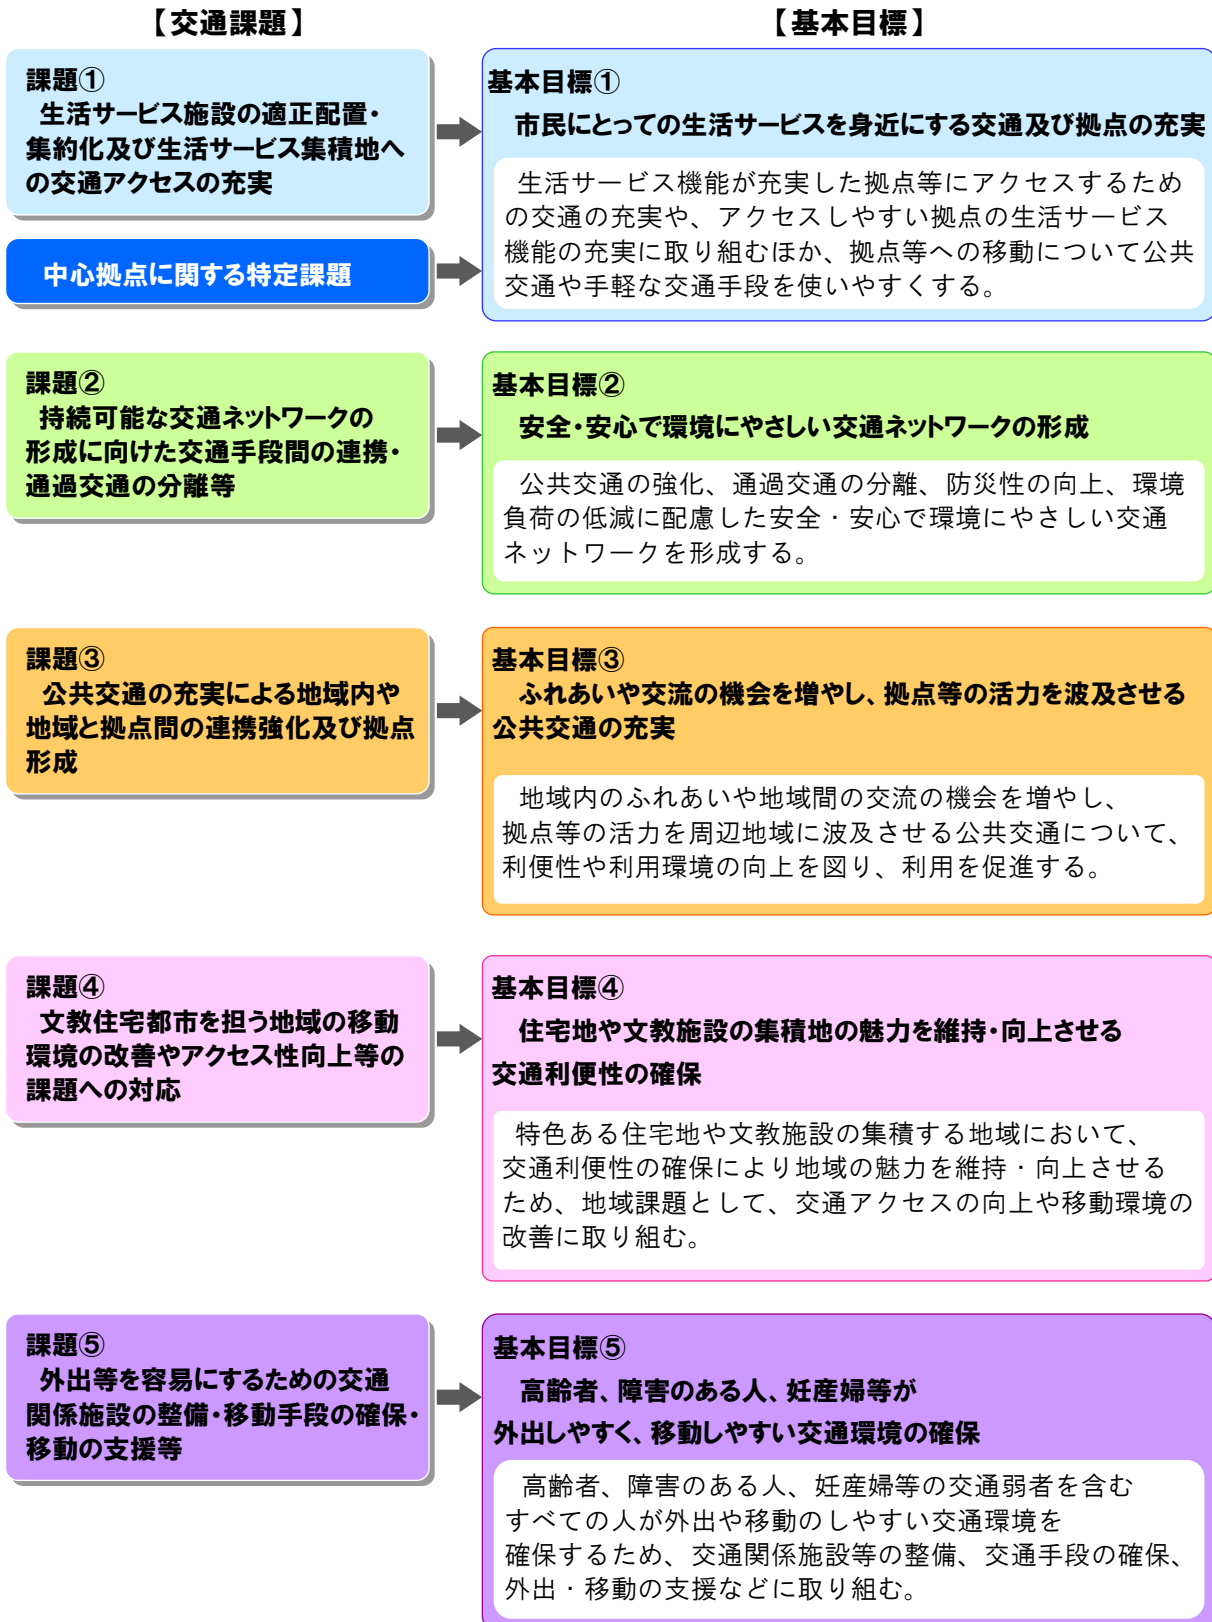 【交通課題】
【基本目標】
課題①
生活サービス施設の適正配置・
集約化及び生活サービス集積地へ
の交通アクセスの充実
中心拠点に関する特定課題
基本目標①
市民にとっての生活サービスを身近にする交通及び拠点の充実
生活サービス機能が充実した拠点等にアクセスするため
の交通の充実や、アクセスしやすい拠点の生活サービス
機能の充実に取り組むほか、拠点等への移動について公共
交通や手軽な交通手段を使いやすくする。
課題②
持続可能な交通ネットワークの
形成に向けた交通手段間の連携・
通過交通の分離等
基本目標②
安全・安心で環境にやさしい交通ネットワークの形成
公共交通の強化、通過交通の分離、防災性の向上、環境
負荷の低減に配慮した安全・安心で環境にやさしい交通
ネットワークを形成する。
課題③
公共交通の充実による地域内や
地域と拠点間の連携強化及び拠点
形成
基本目標③
ふれあいや交流の機会を増やし、拠点等の活力を波及させる
公共交通の充実
地域内のふれあいや地域間の交流の機会を増やし、
拠点等の活力を周辺地域に波及させる公共交通について、
利便性や利用環境の向上を図り、利用を促進する。
課題④
文教住宅都市を担う地域の移動
環境の改善やアクセス性向上等の
課題への対応
基本目標④
住宅地や文教施設の集積地の魅力を維持・向上させる
交通利便性の確保
特色ある住宅地や文教施設の集積する地域において、
交通利便性の確保により地域の魅力を維持・向上させる
ため、地域課題として、交通アクセスの向上や移動環境の
改善に取り組む。
課題⑤
外出等を容易にするための交通
関係施設の整備・移動手段の確保・
移動の支援等
基本目標⑤
高齢者、障害のある人、妊産婦等が
外出しやすく、移動しやすい交通環境の確保
高齢者、障害のある人、妊産婦等の交通弱者を含む
すべての人が外出や移動のしやすい交通環境を
確保するため、交通関係施設等の整備、交通手段の確保、
外出・移動の支援などに取り組む。